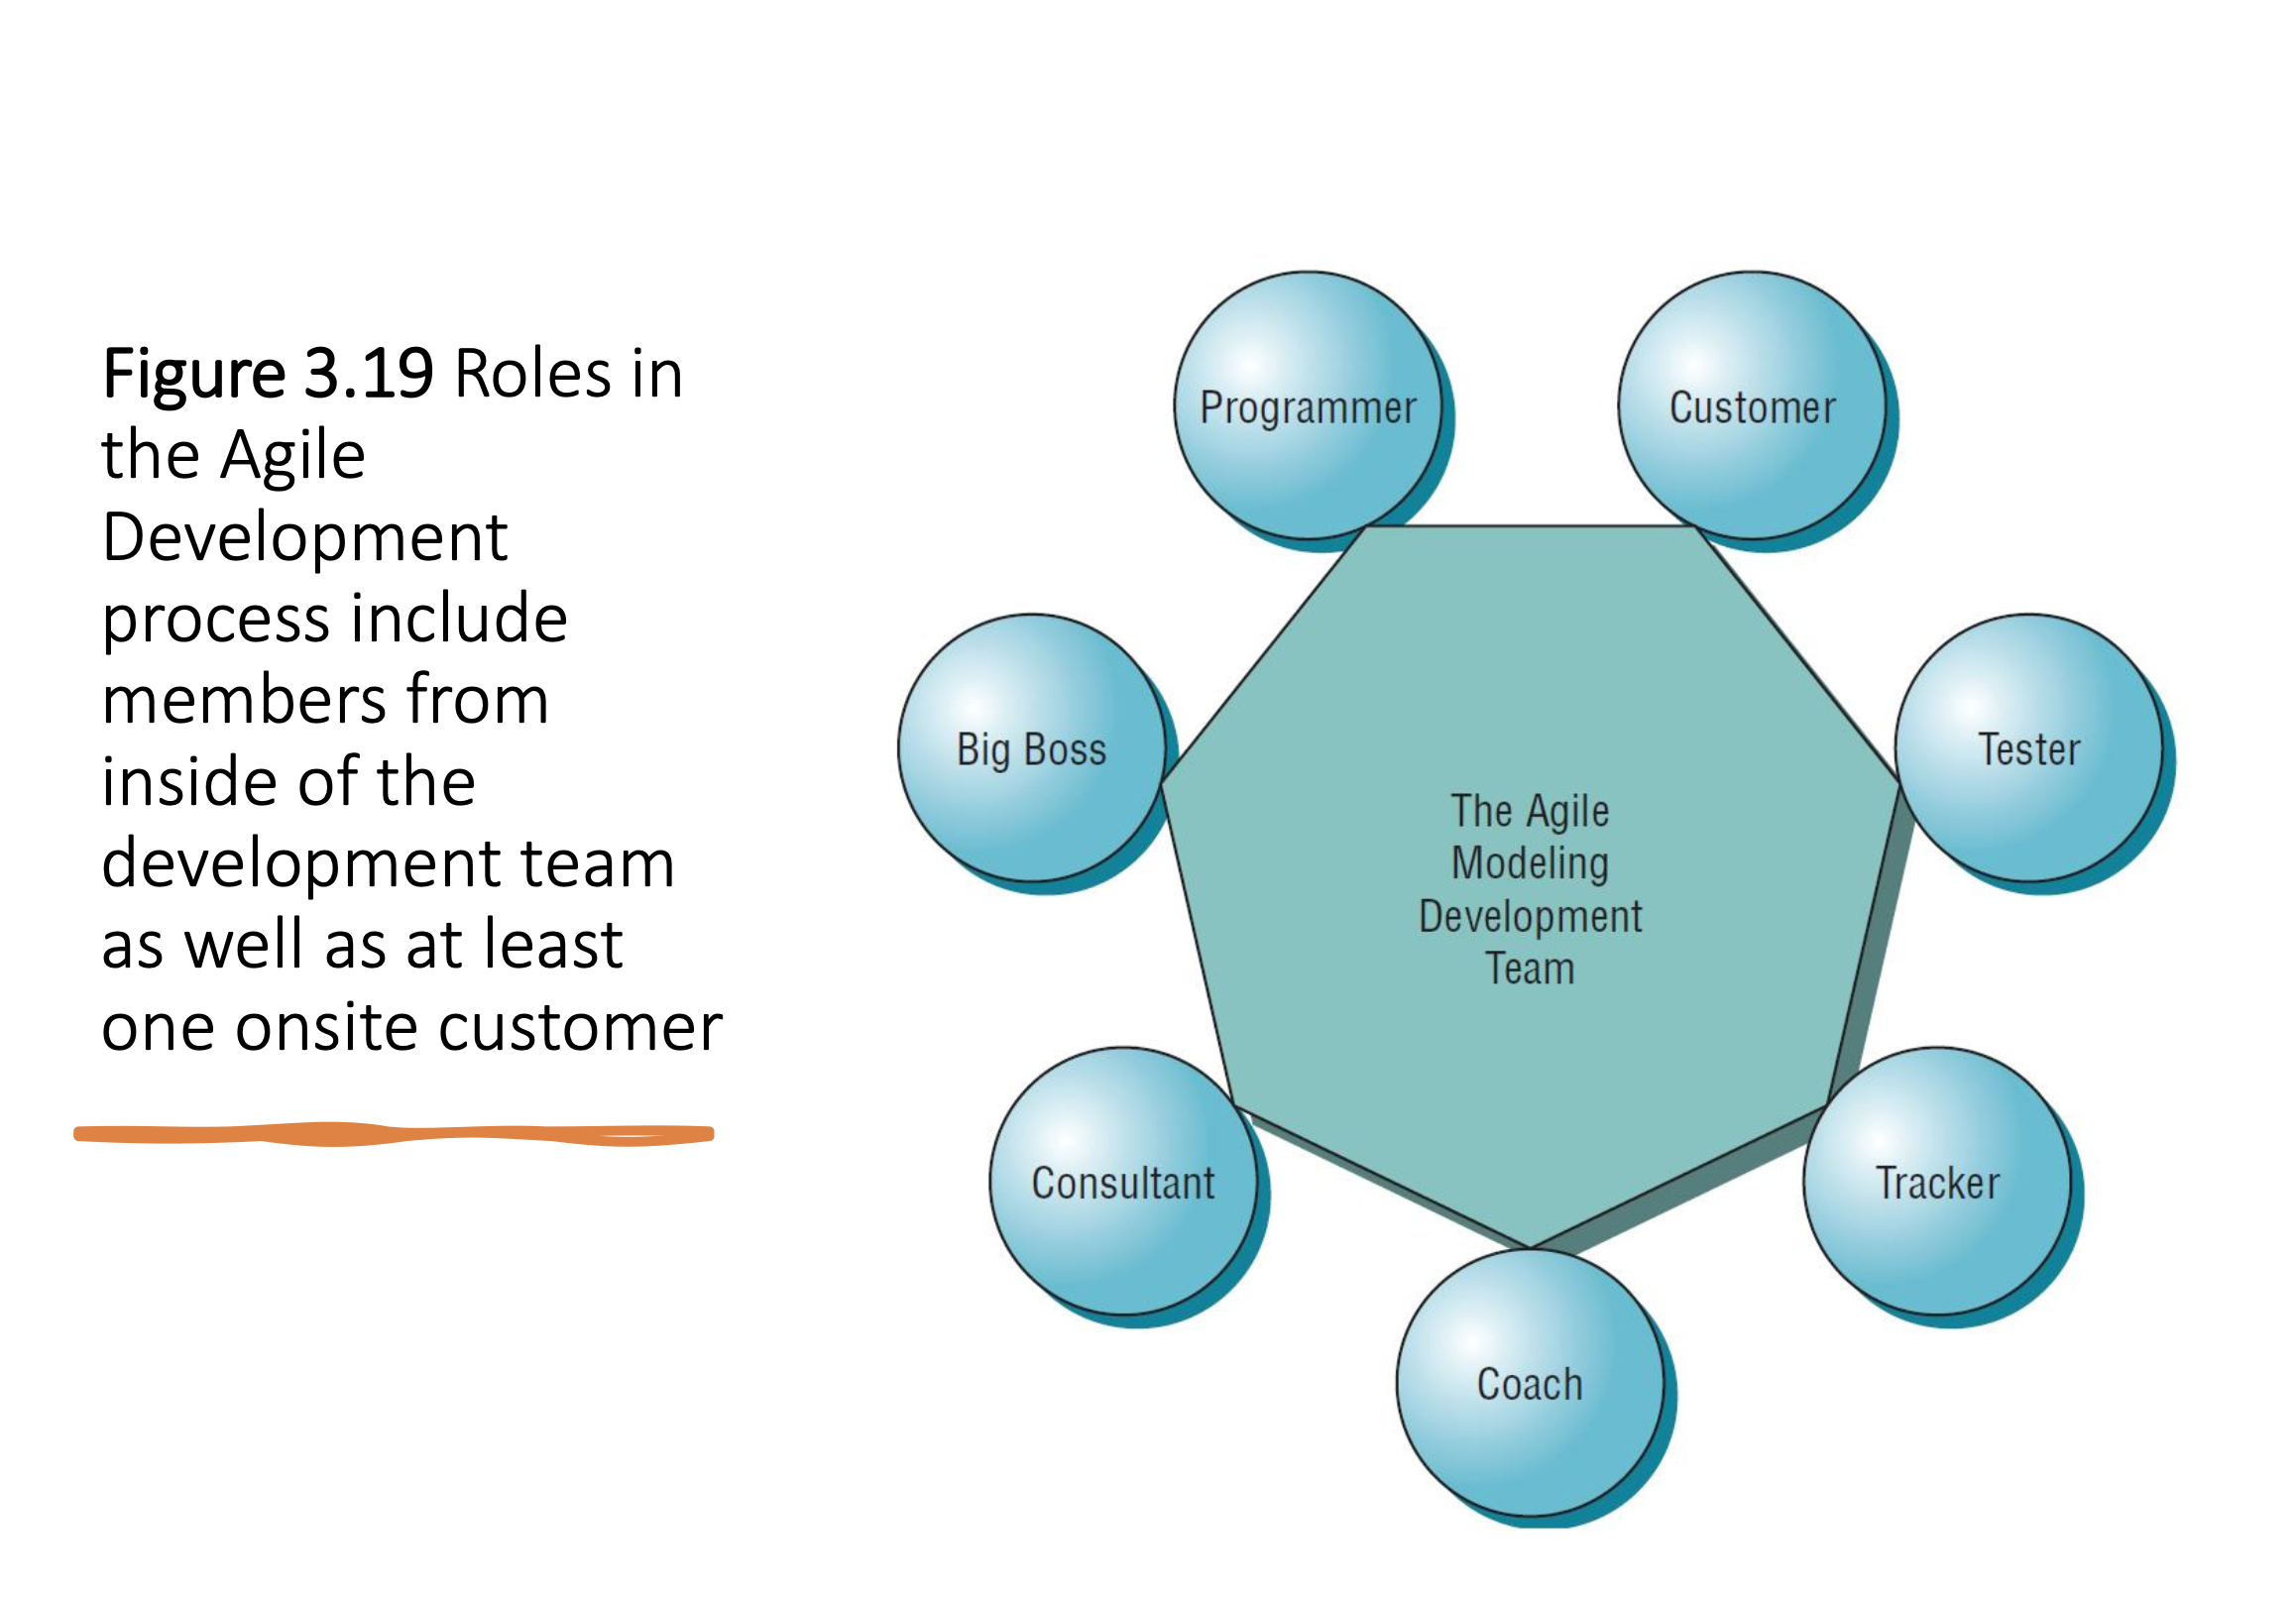 Figure 3.19 Roles in
the Agile
Development
process include
members from
inside of the
development team
as well as at least
one onsite customer
Programmer
Customer
Big Boss
Tester
The Agile
Modeling
Development
Team
Consultant
Tracker
Coach